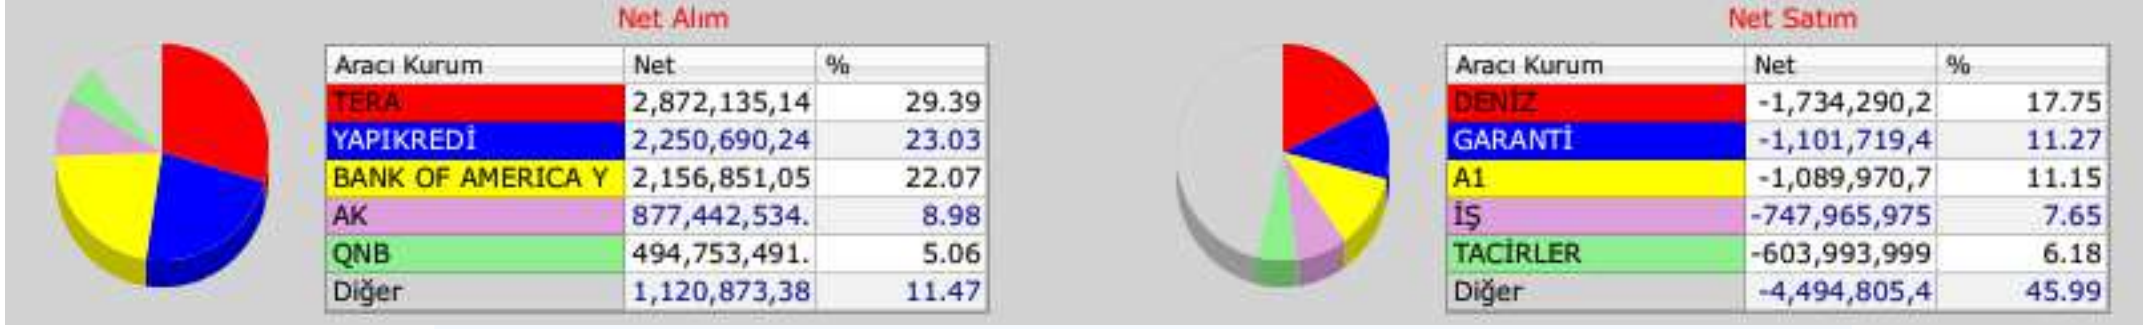 Net Alım
Aracı Kurum Net %
TERA 2,872,135,14 29.39
YAPIKREDİ 2,250,690,24 23.03
BANK OF AMERICA Y 2,156,851,05 22.07
AK 877,442,534. 8.98
QNB 494,753,491. 5.06
Diğer 1,120,873,38 11.47
Net Satım
Aracı Kurum Net %
DENİZ -1,734,290,2 17.75
GARANTİ -1,101,719,4 11.27
A1 -1,089,970,7 11.15
İŞ -747,965,975 7.65
TACİRLER -603,993,999 6.18
Diğer -4,494,805,4 45.99